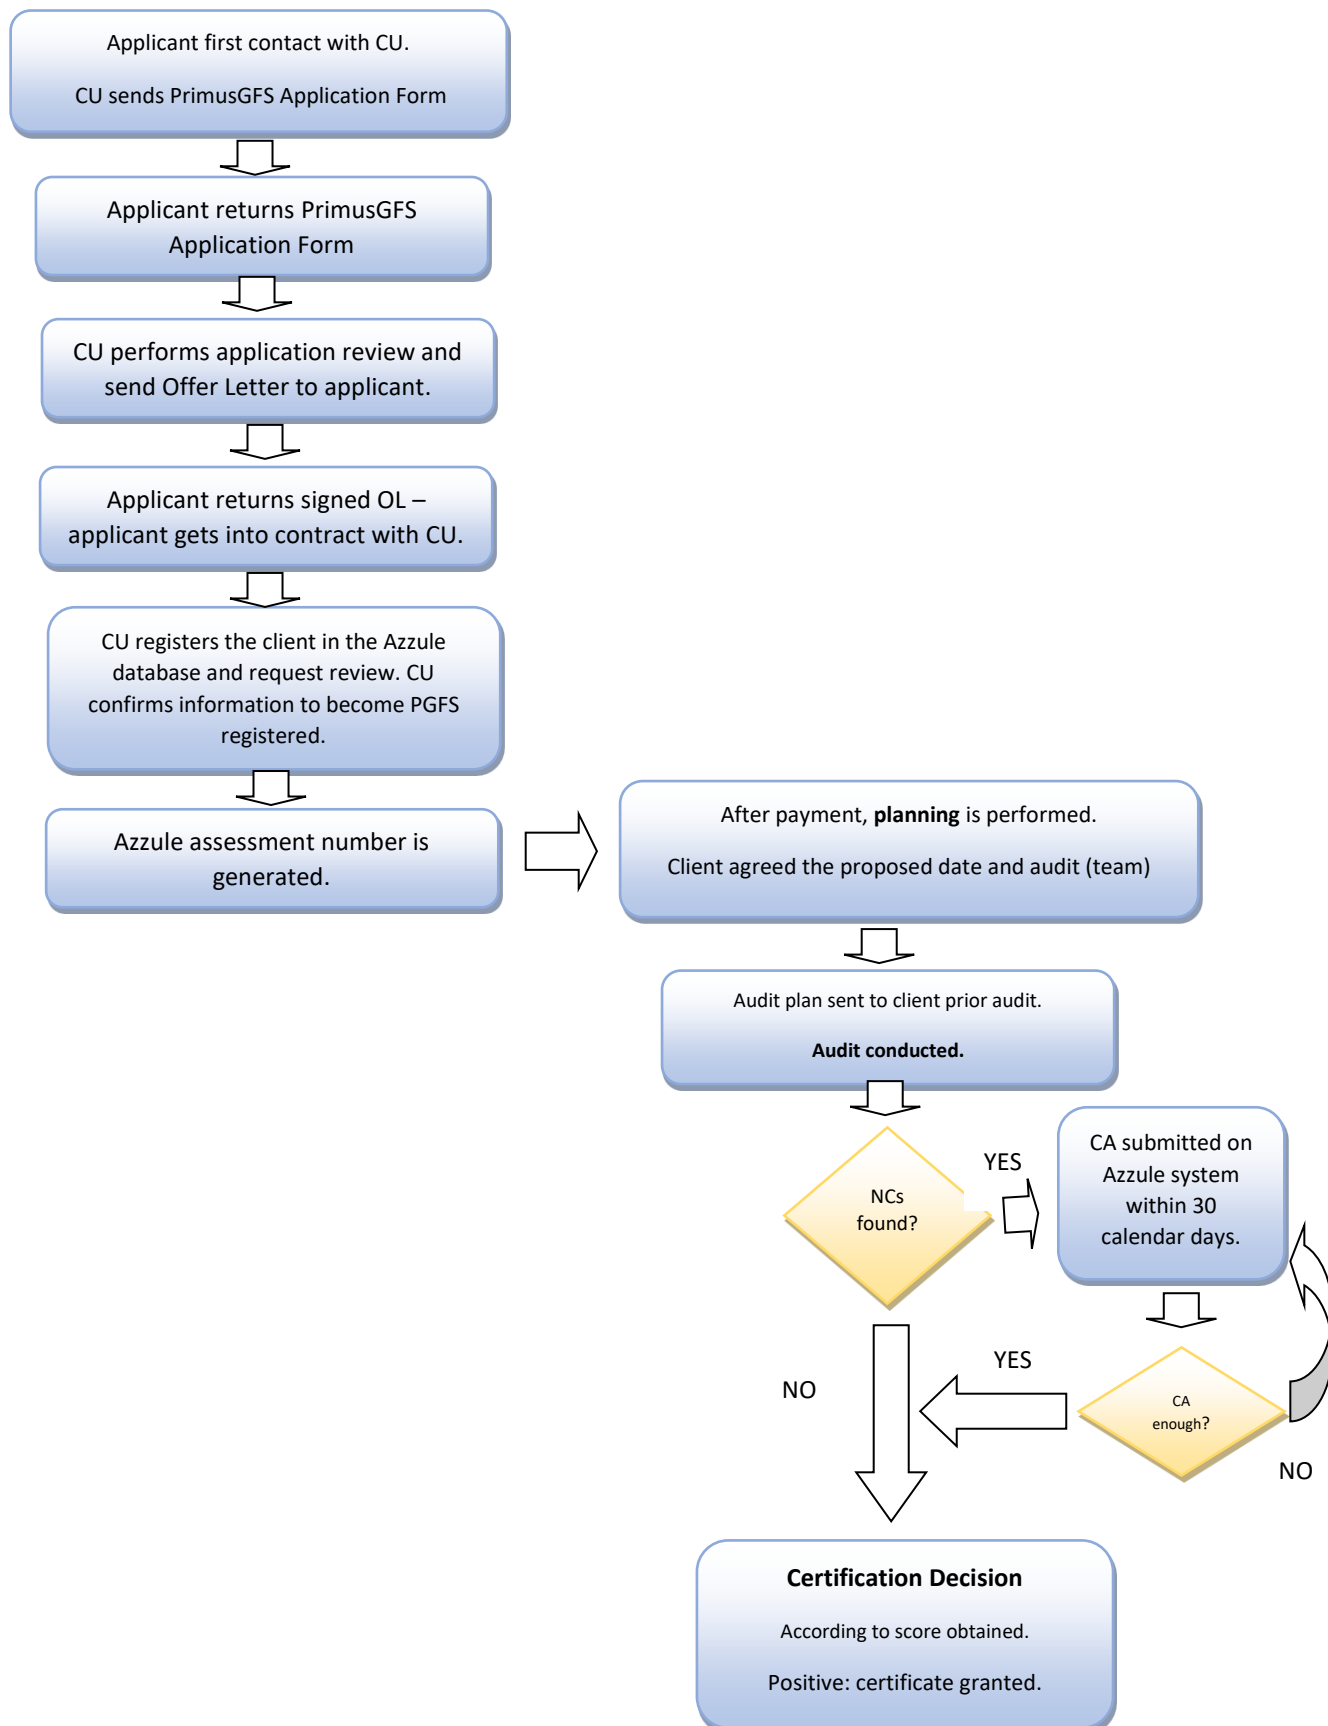 Applicant first contact with CU.
CU sends PrimusGFS Application Form
Applicant returns PrimusGFS
Application Form
CU performs application review and
send Offer Letter to applicant.
Applicant returns signed OL –
applicant gets into contract with CU.
CU registers the client in the Azzule
database and request review. CU
confirms information to become PGFS
registered.
Azzule assessment number is
generated.
After payment, planning is performed.
Client agreed the proposed date and audit (team)
Audit plan sent to client prior audit.
Audit conducted.
NCs
found?
YES
CA submitted on
Azzule system
within 30
calendar days.
CA
enough?
YES
NO
NO
Certification Decision
According to score obtained.
Positive: certificate granted.